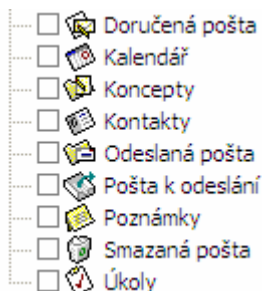 Doručená pošta
Kalendář
Koncepty
Kontakty
Odeslaná pošta
Pošta k odeslání
Poznámky
Smazaná pošta
Úkoly